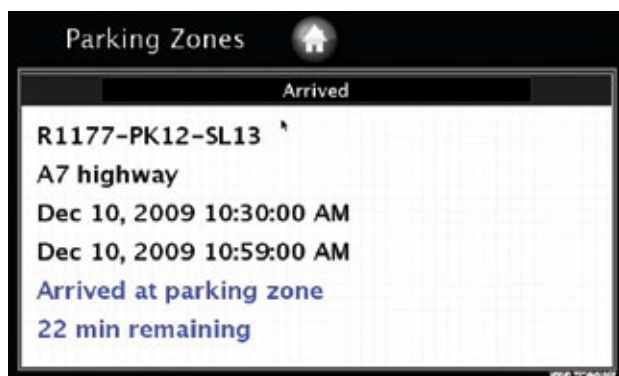 Parking Zones
Arrived
R1177-PK12-SL13
A7 highway
Dec 10, 2009 10:30:00 AM
Dec 10, 2009 10:59:00 AM
Arrived at parking zone
22 min remaining